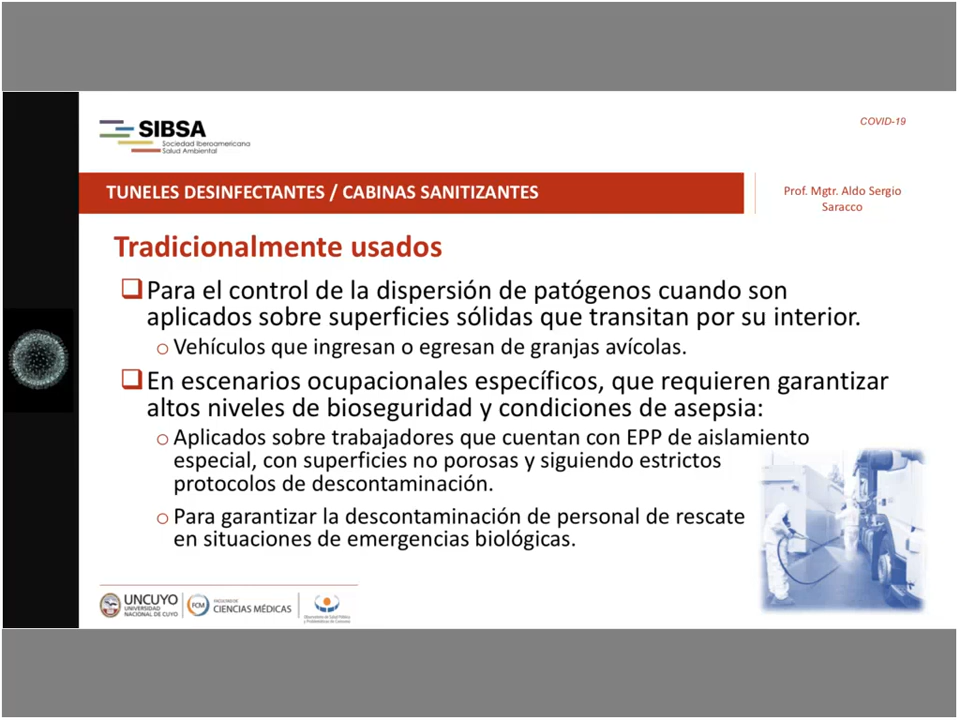 SIBSA
Sociedad Iberoamericana
Salud Ambiental
COVID-19
TUNELES DESINFECTANTES / CABINAS SANITIZANTES
Prof. Mgtr. Aldo Sergio
Saracco
Tradicionalmente usados
Para el control de la dispersión de patógenos cuando son
aplicados sobre superficies sólidas que transitan por su interior.
Vehículos que ingresan o egresan de granjas avícolas.
En escenarios ocupacionales específicos, que requieren garantizar
altos niveles de bioseguridad y condiciones de asepsia:
Aplicados sobre trabajadores que cuentan con EPP de aislamiento
especial, con superficies no porosas y siguiendo estrictos
protocolos de descontaminación.
Para garantizar la descontaminación de personal de rescate
en situaciones de emergencias biológicas.
UNCUYO
UNIVERSIDAD
NACIONAL DE CUYO
FCM
FACULTAD DE
CIENCIAS MÉDICAS
Observatorio de Salud Pública